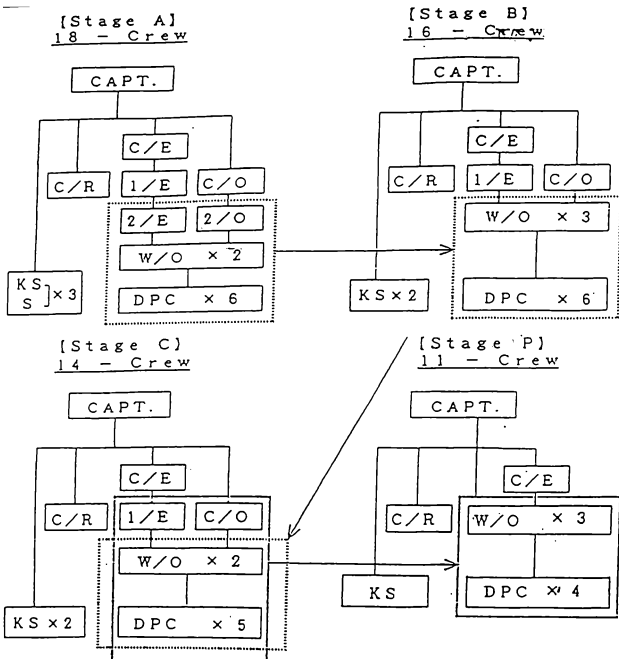 [Stage A]
18 - Crew
CAPT.
C/E
C/R
1/E
C/O
2/E
2/O
W/O × 2
DPC × 6
KS
S
] × 3
[Stage B]
16 - Crew
CAPT.
C/E
C/R
1/E
C/O
W/O × 3
DPC × 6
KS × 2
[Stage C]
14 - Crew
CAPT.
C/E
C/R
1/E
C/O
W/O × 2
DPC × 5
KS × 2
[Stage P]
11 - Crew
CAPT.
C/E
C/R
W/O × 3
DPC × 4
KS